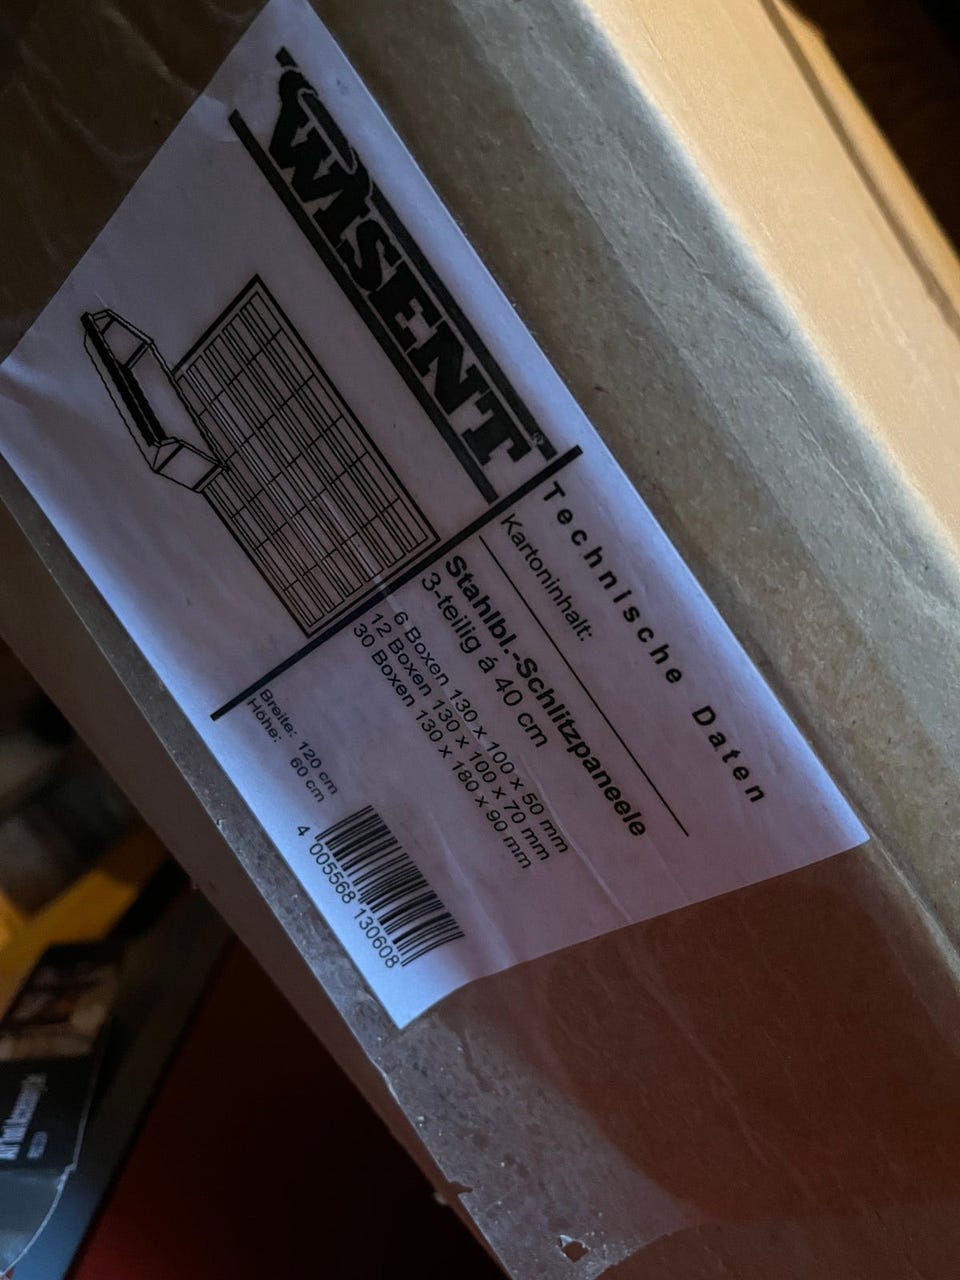 WISENT®
Technische Daten
Kartoninhalt:
Stahlbl.-Schlitzpaneele
3-teilig á 40 cm
6 Boxen 130 x 100 x 50 mm
12 Boxen 130 x 100 x 70 mm
30 Boxen 130 x 180 x 90 mm
Breite: 120 cm
Höhe: 60 cm
4 005568 130608